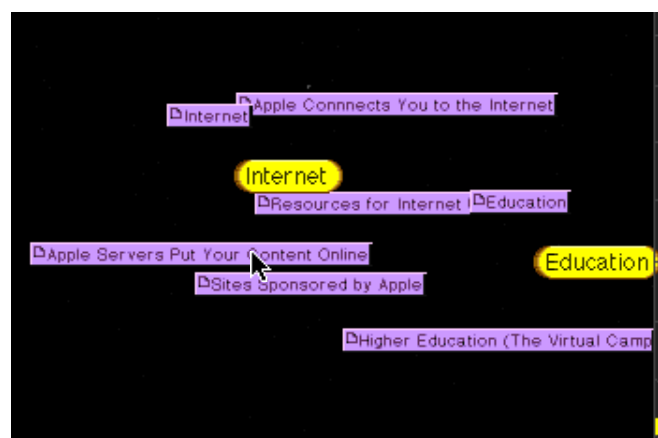 Apple Connnects You to the Internet
Internet
Internet
Resources for Internet
Education
Apple Servers Put Your Content Online
Education
Sites Sponsored by Apple
Higher Education (The Virtual Camp